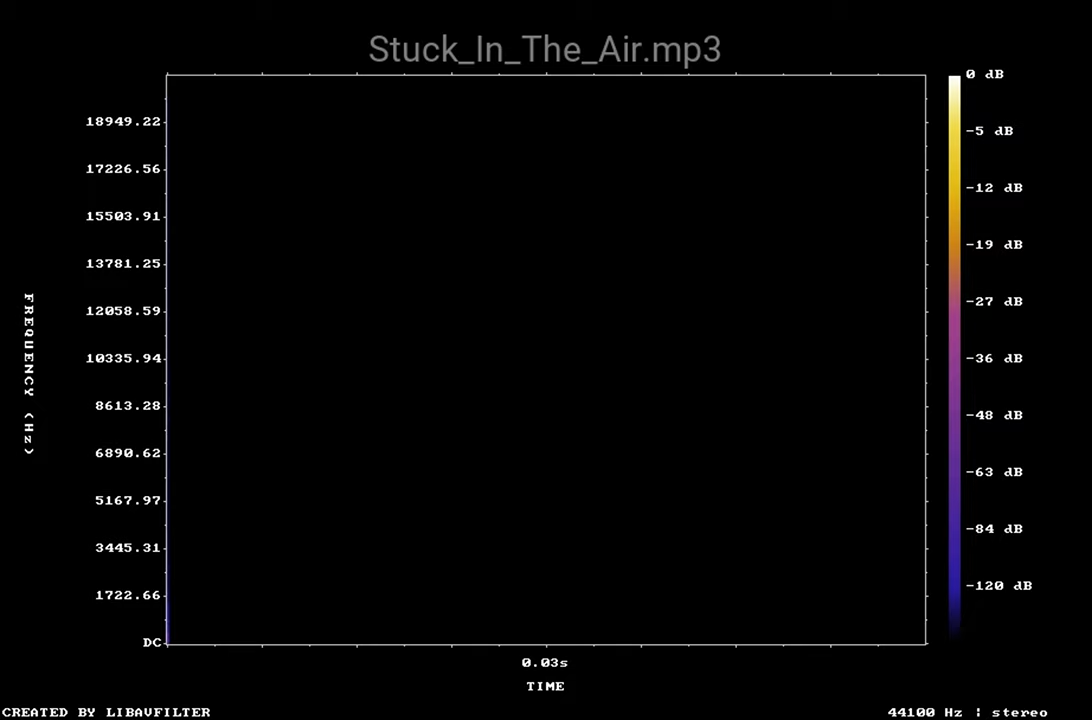 Stuck_In_The_Air.mp3
0 dB
18949.22
-5 dB
17226.56
-12 dB
15503.91
-19 dB
13781.25
-27 dB
12058.59
10335.94
-36 dB
8613.28
-48 dB
6890.62
-63 dB
5167.97
-84 dB
3445.31
-120 dB
1722.66
DC
FREQUENCY (Hz)
0.03s
TIME
CREATED BY LIBAVFILTER
44100 Hz | stereo